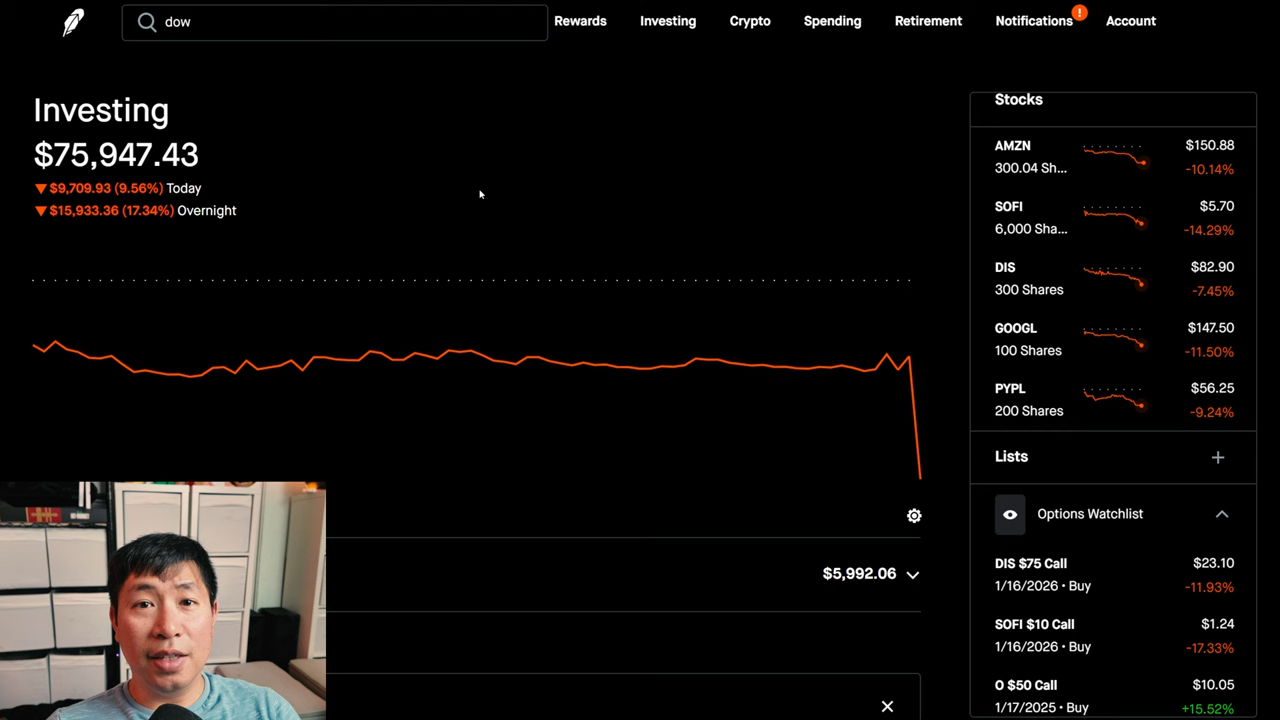 dow
Rewards
Investing
Crypto
Spending
Retirement
Notifications
!
Account
Investing
$75,947.43
▼ $9,709.93 (9.56%) Today
▼ $15,933.36 (17.34%) Overnight
$5,992.06
Stocks
AMZN $150.88
300.04 Sh... -10.14%
SOFI $5.70
6,000 Sha... -14.29%
DIS $82.90
300 Shares -7.45%
GOOGL $147.50
100 Shares -11.50%
PYPL $56.25
200 Shares -9.24%
Lists +
Options Watchlist
DIS $75 Call $23.10
1/16/2026 • Buy -11.93%
SOFI $10 Call $1.24
1/16/2026 • Buy -17.33%
O $50 Call $10.05
1/17/2025 • Buy +15.52%